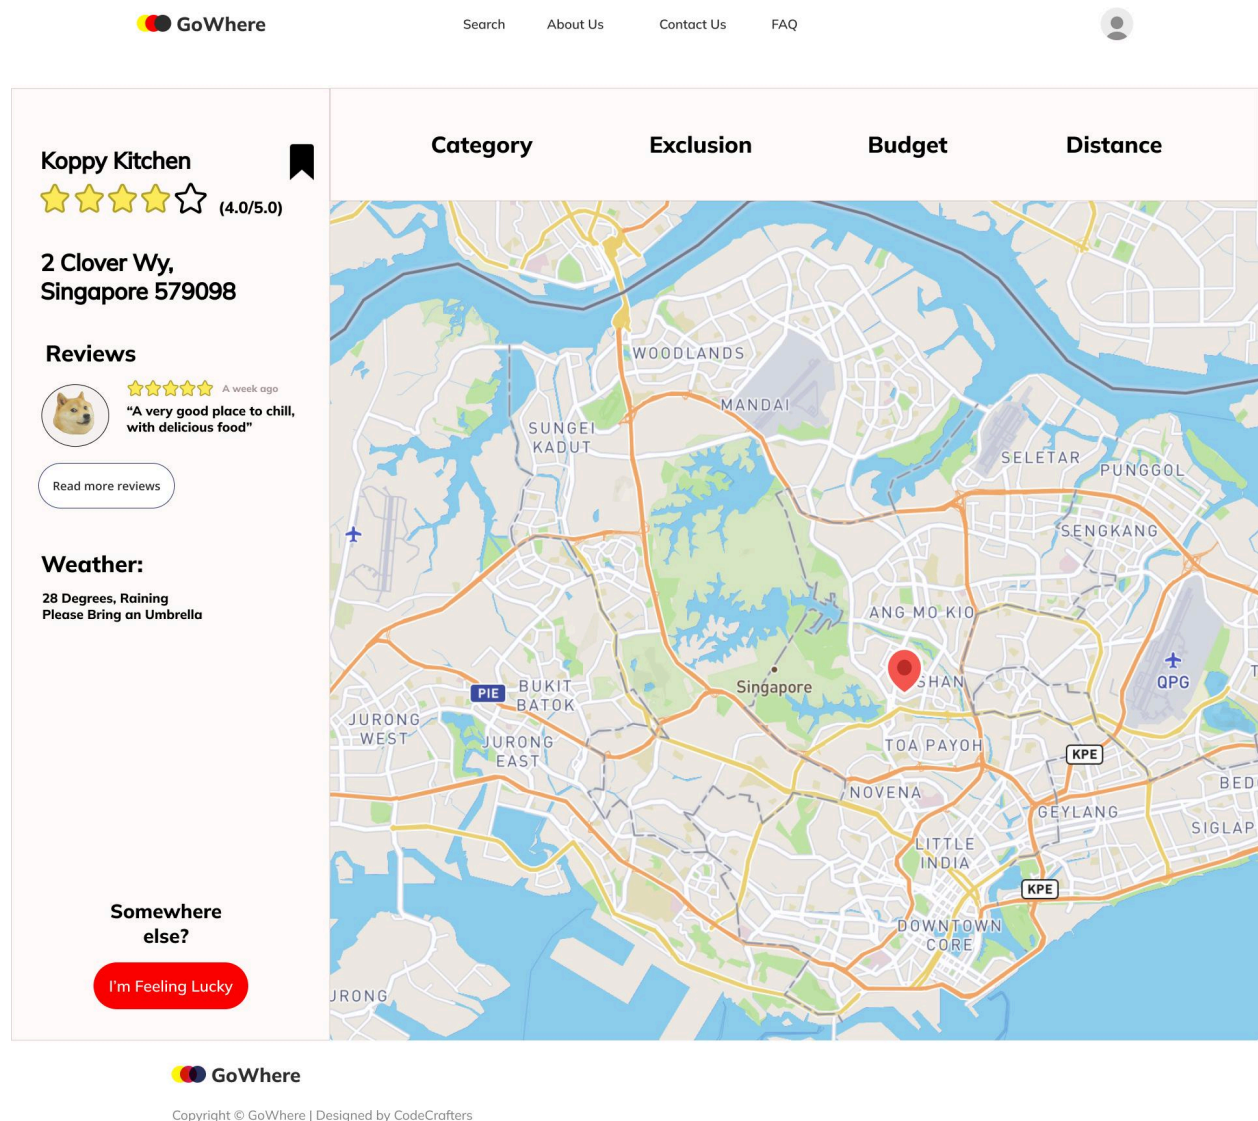 GoWhere
Search
About Us
Contact Us
FAQ
Koppy Kitchen
(4.0/5.0)
2 Clover Wy,
Singapore 579098
Reviews
A week ago
“A very good place to chill,
with delicious food”
Read more reviews
Weather:
28 Degrees, Raining
Please Bring an Umbrella
Somewhere
else?
I'm Feeling Lucky
Category
Exclusion
Budget
Distance
WOODLANDS
MANDAI
SUNGEI
KADUT
SELETAR
PUNGGOL
SENGKANG
ANG MO KIO
SHAN
Singapore
QPG
PIE
BUKIT
BATOK
JURONG
WEST
JURONG
EAST
TOA PAYOH
KPE
NOVENA
BED
GEYLANG
SIGLAP
LITTLE
INDIA
KPE
DOWNTOWN
CORE
URONG
GoWhere
Copyright © GoWhere | Designed by CodeCrafters